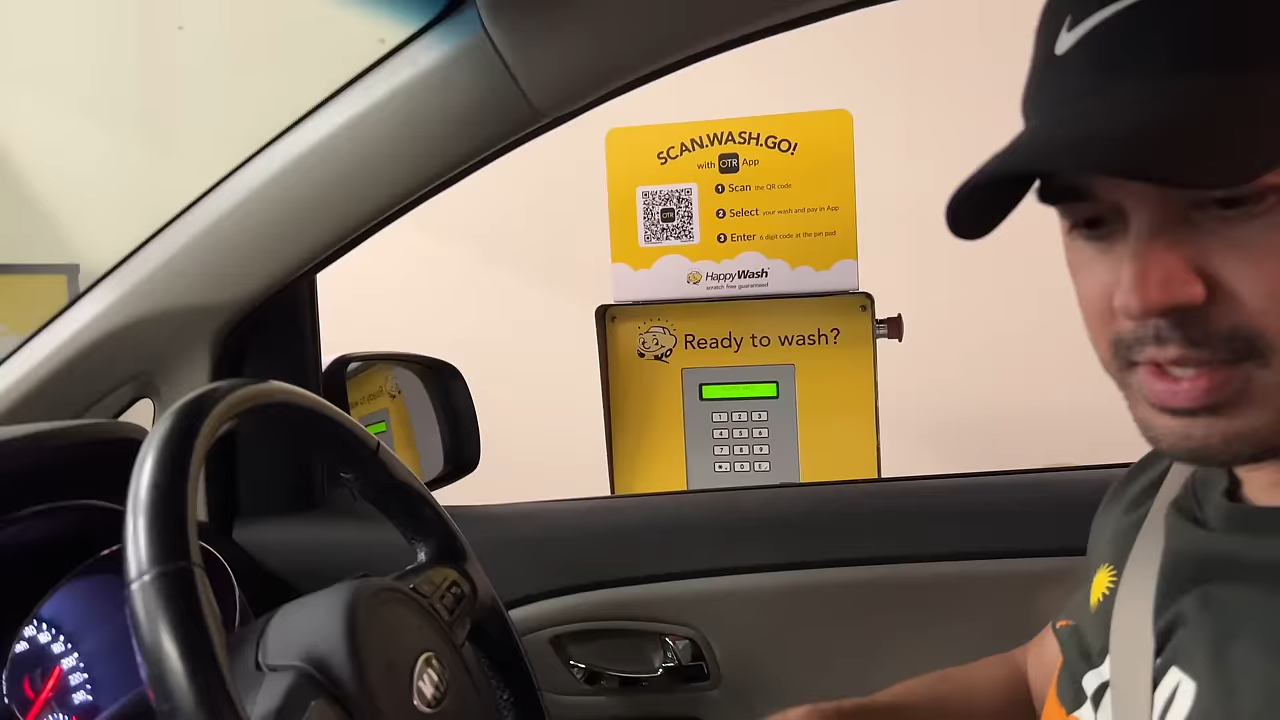 SCAN.WASH.GO!
with OTR App
1 Scan the QR code
OTR
2 Select your wash and pay in App
3 Enter 6 digit code at the pin pad
HappyWash
scratch free guaranteed
Ready to wash?
1 2 3
4 5 6
7 8 9
* 0 E
KIA